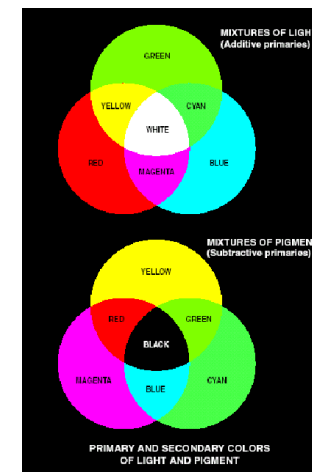 MIXTURES OF LIGH
(Additive primaries)
GREEN
YELLOW
CYAN
WHITE
RED
BLUE
MAGENTA
MIXTURES OF PIGMEN
(Subtractive primaries)
YELLOW
RED
GREEN
BLACK
MAGENTA
CYAN
BLUE
PRIMARY AND SECONDARY COLORS
OF LIGHT AND PIGMENT